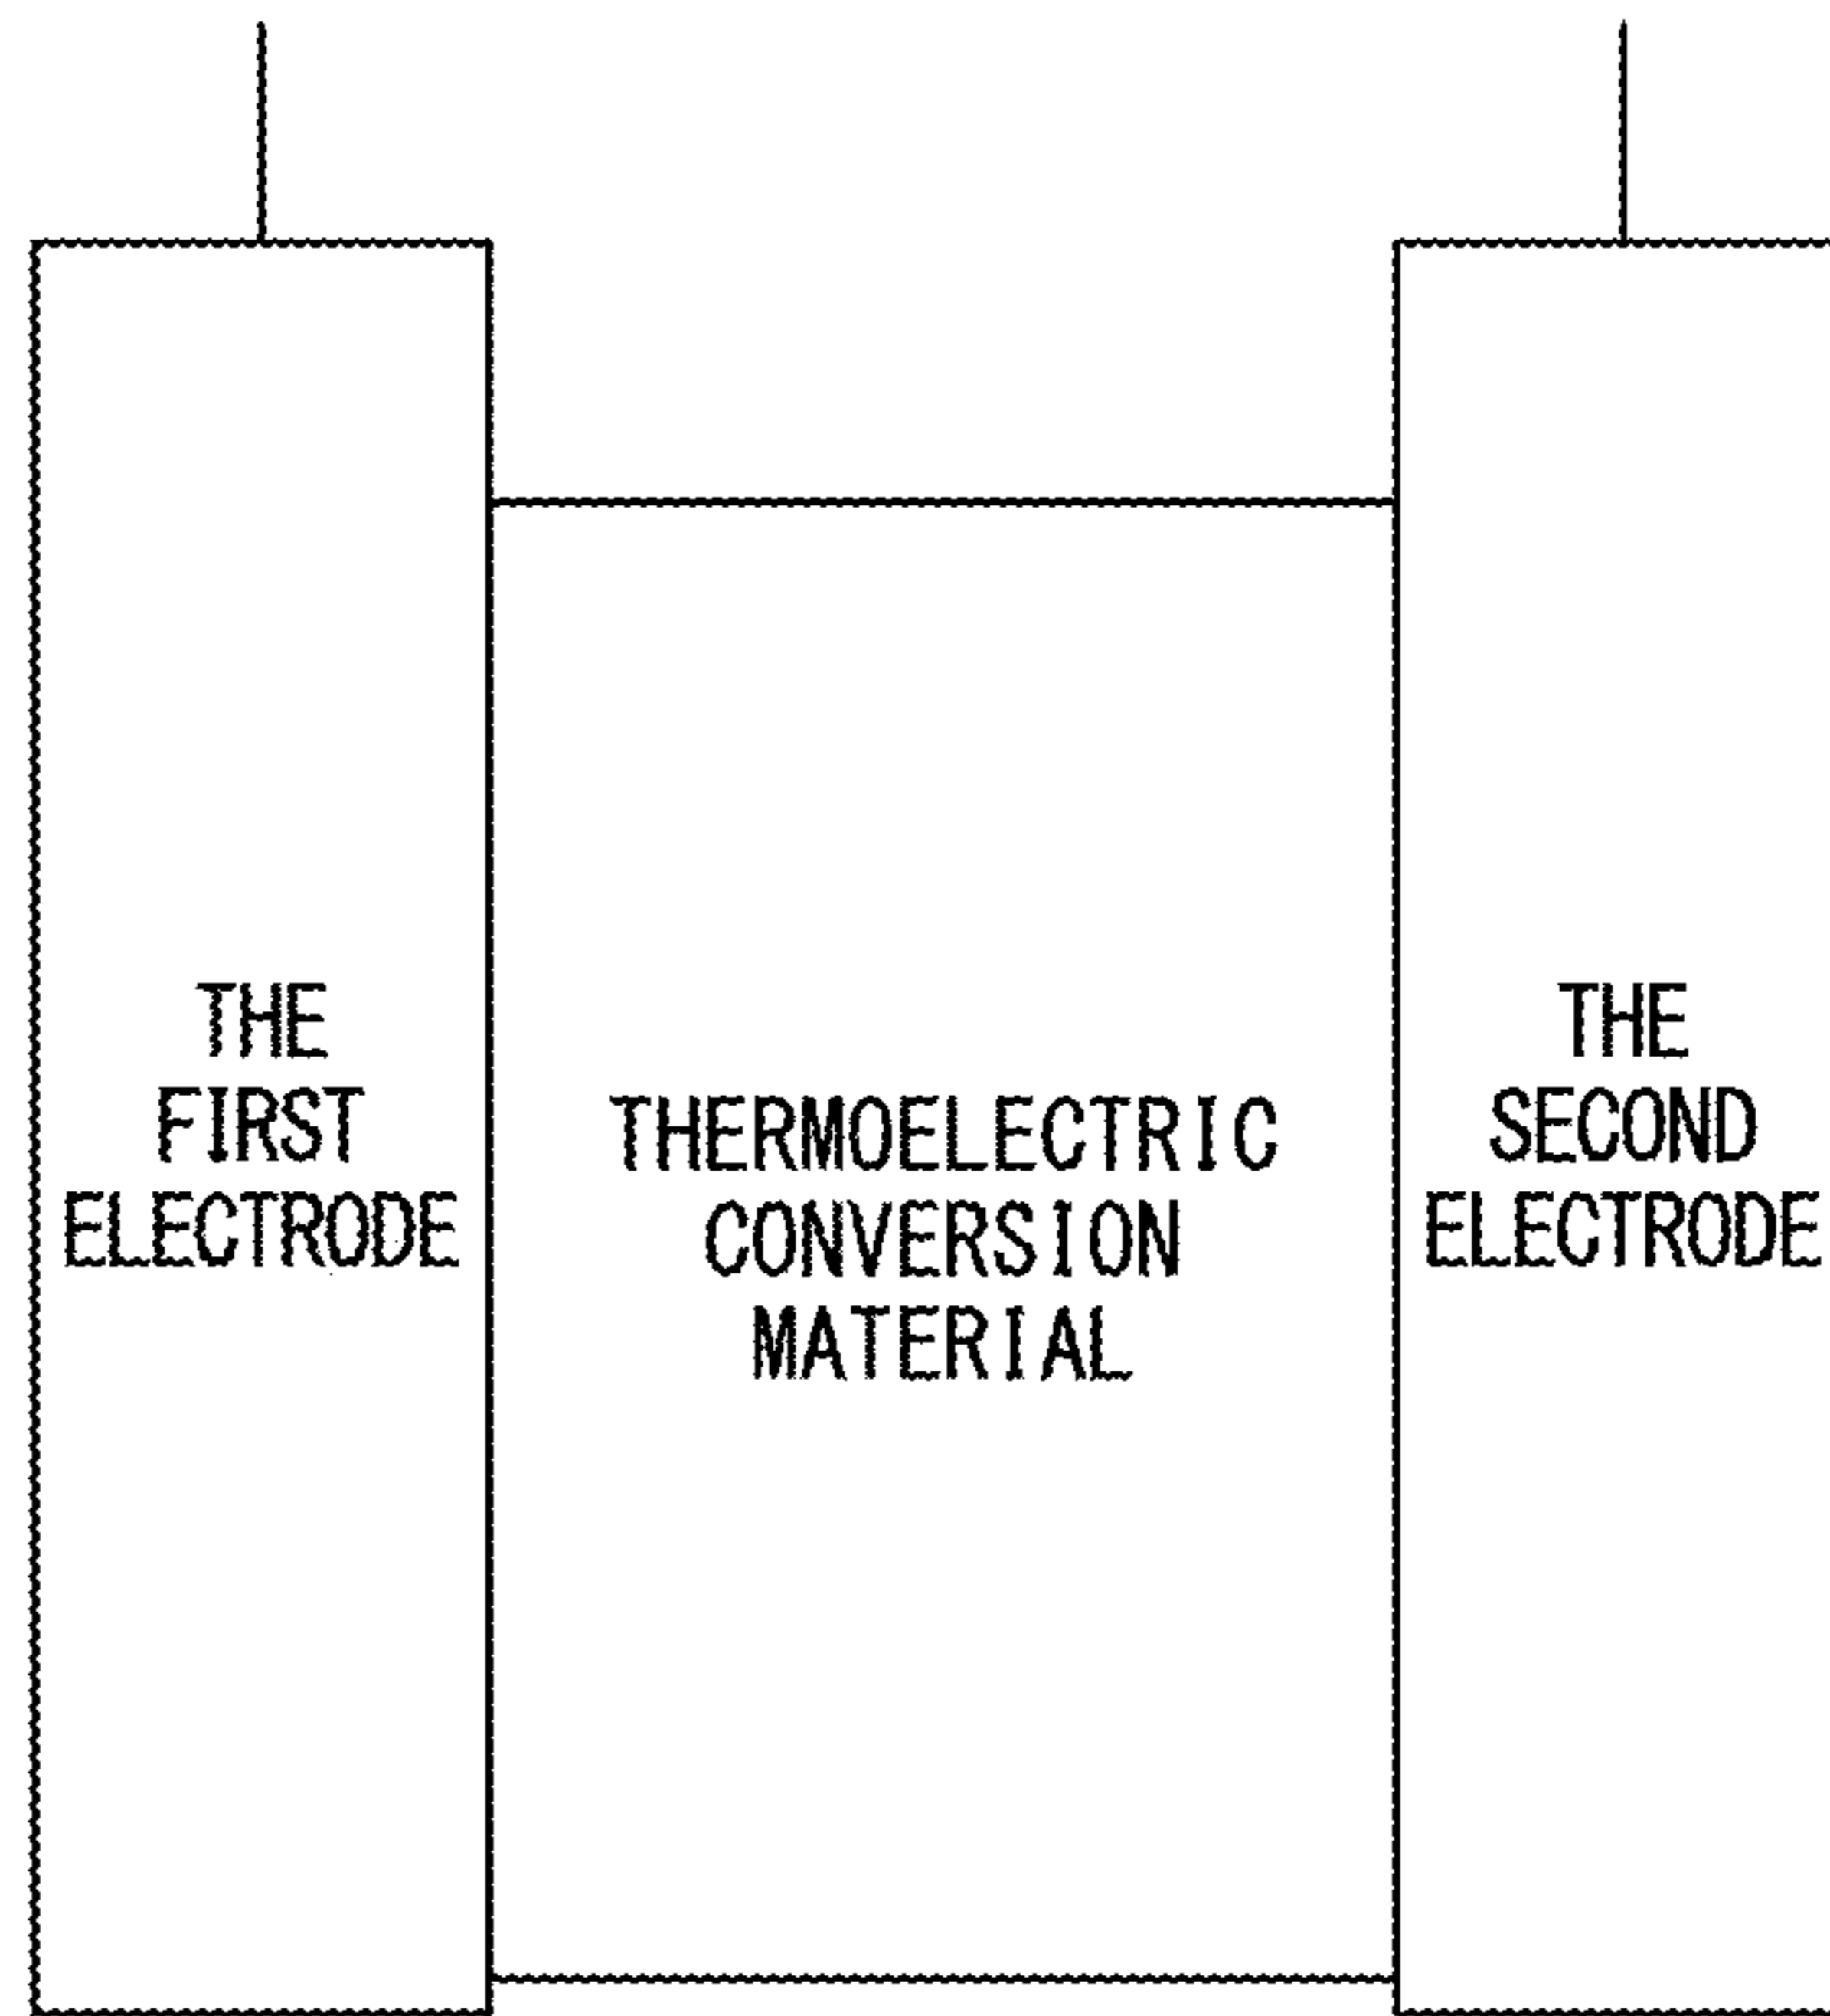 THE
FIRST
ELECTRODE
THERMOELECTRIC
CONVERSION
MATERIAL
THE
SECOND
ELECTRODE